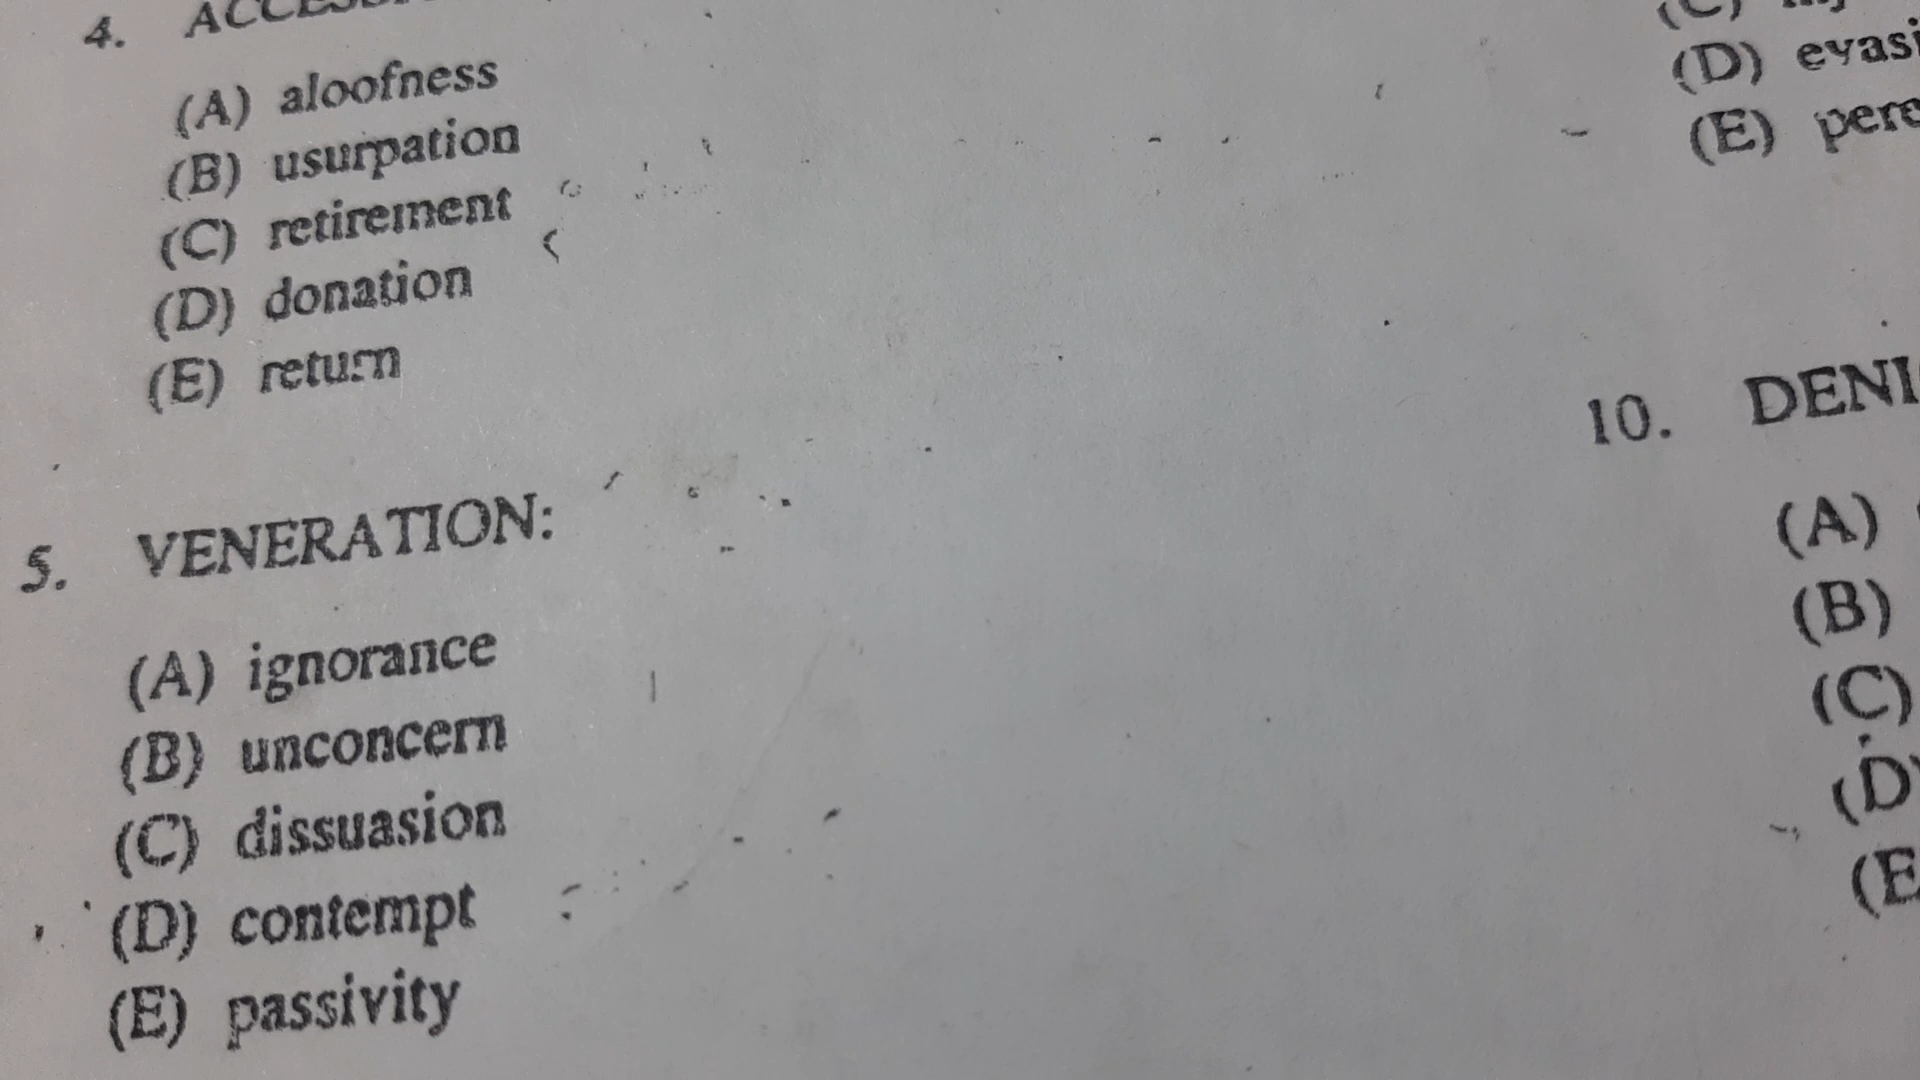 4.
(A) aloofness
(B) usurpation
(C) retirement
(D) donation
(E) return
5. VENERATION:
(A) ignorance
(B) unconcern
(C) dissuasion
(D) contempt
(E) passivity
(C)
(D)
(E)
10.
(A)
(B)
(C)
(D)
(E